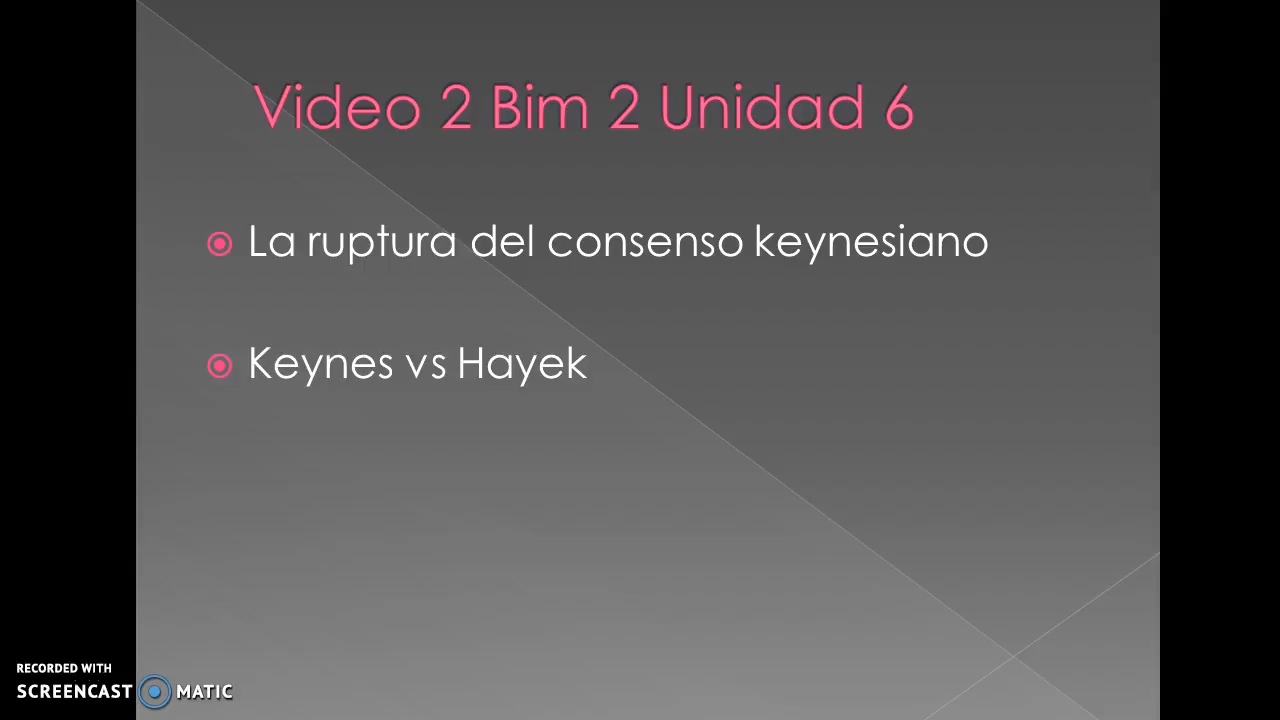 Video 2 Bim 2 Unidad 6
La ruptura del consenso keynesiano
Keynes vs Hayek
RECORDED WITH
SCREENCAST MATIC